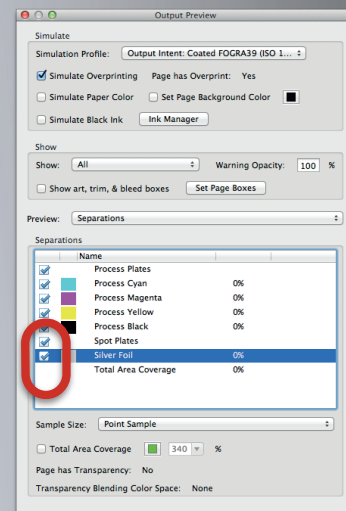 Output Preview
Simulate
Simulation Profile: Output Intent: Coated FOGRA39 (ISO 1...
Simulate Overprinting Page has Overprint: Yes
Simulate Paper Color Set Page Background Color
Simulate Black Ink Ink Manager
Show
Show: All Warning Opacity: 100 %
Show art, trim, & bleed boxes Set Page Boxes
Preview: Separations
Separations
Name
Process Plates
Process Cyan 0%
Process Magenta 0%
Process Yellow 0%
Process Black 0%
Spot Plates
Silver Foil 0%
Total Area Coverage 0%
Sample Size: Point Sample
Total Area Coverage 340 %
Page has Transparency: No
Transparency Blending Color Space: None